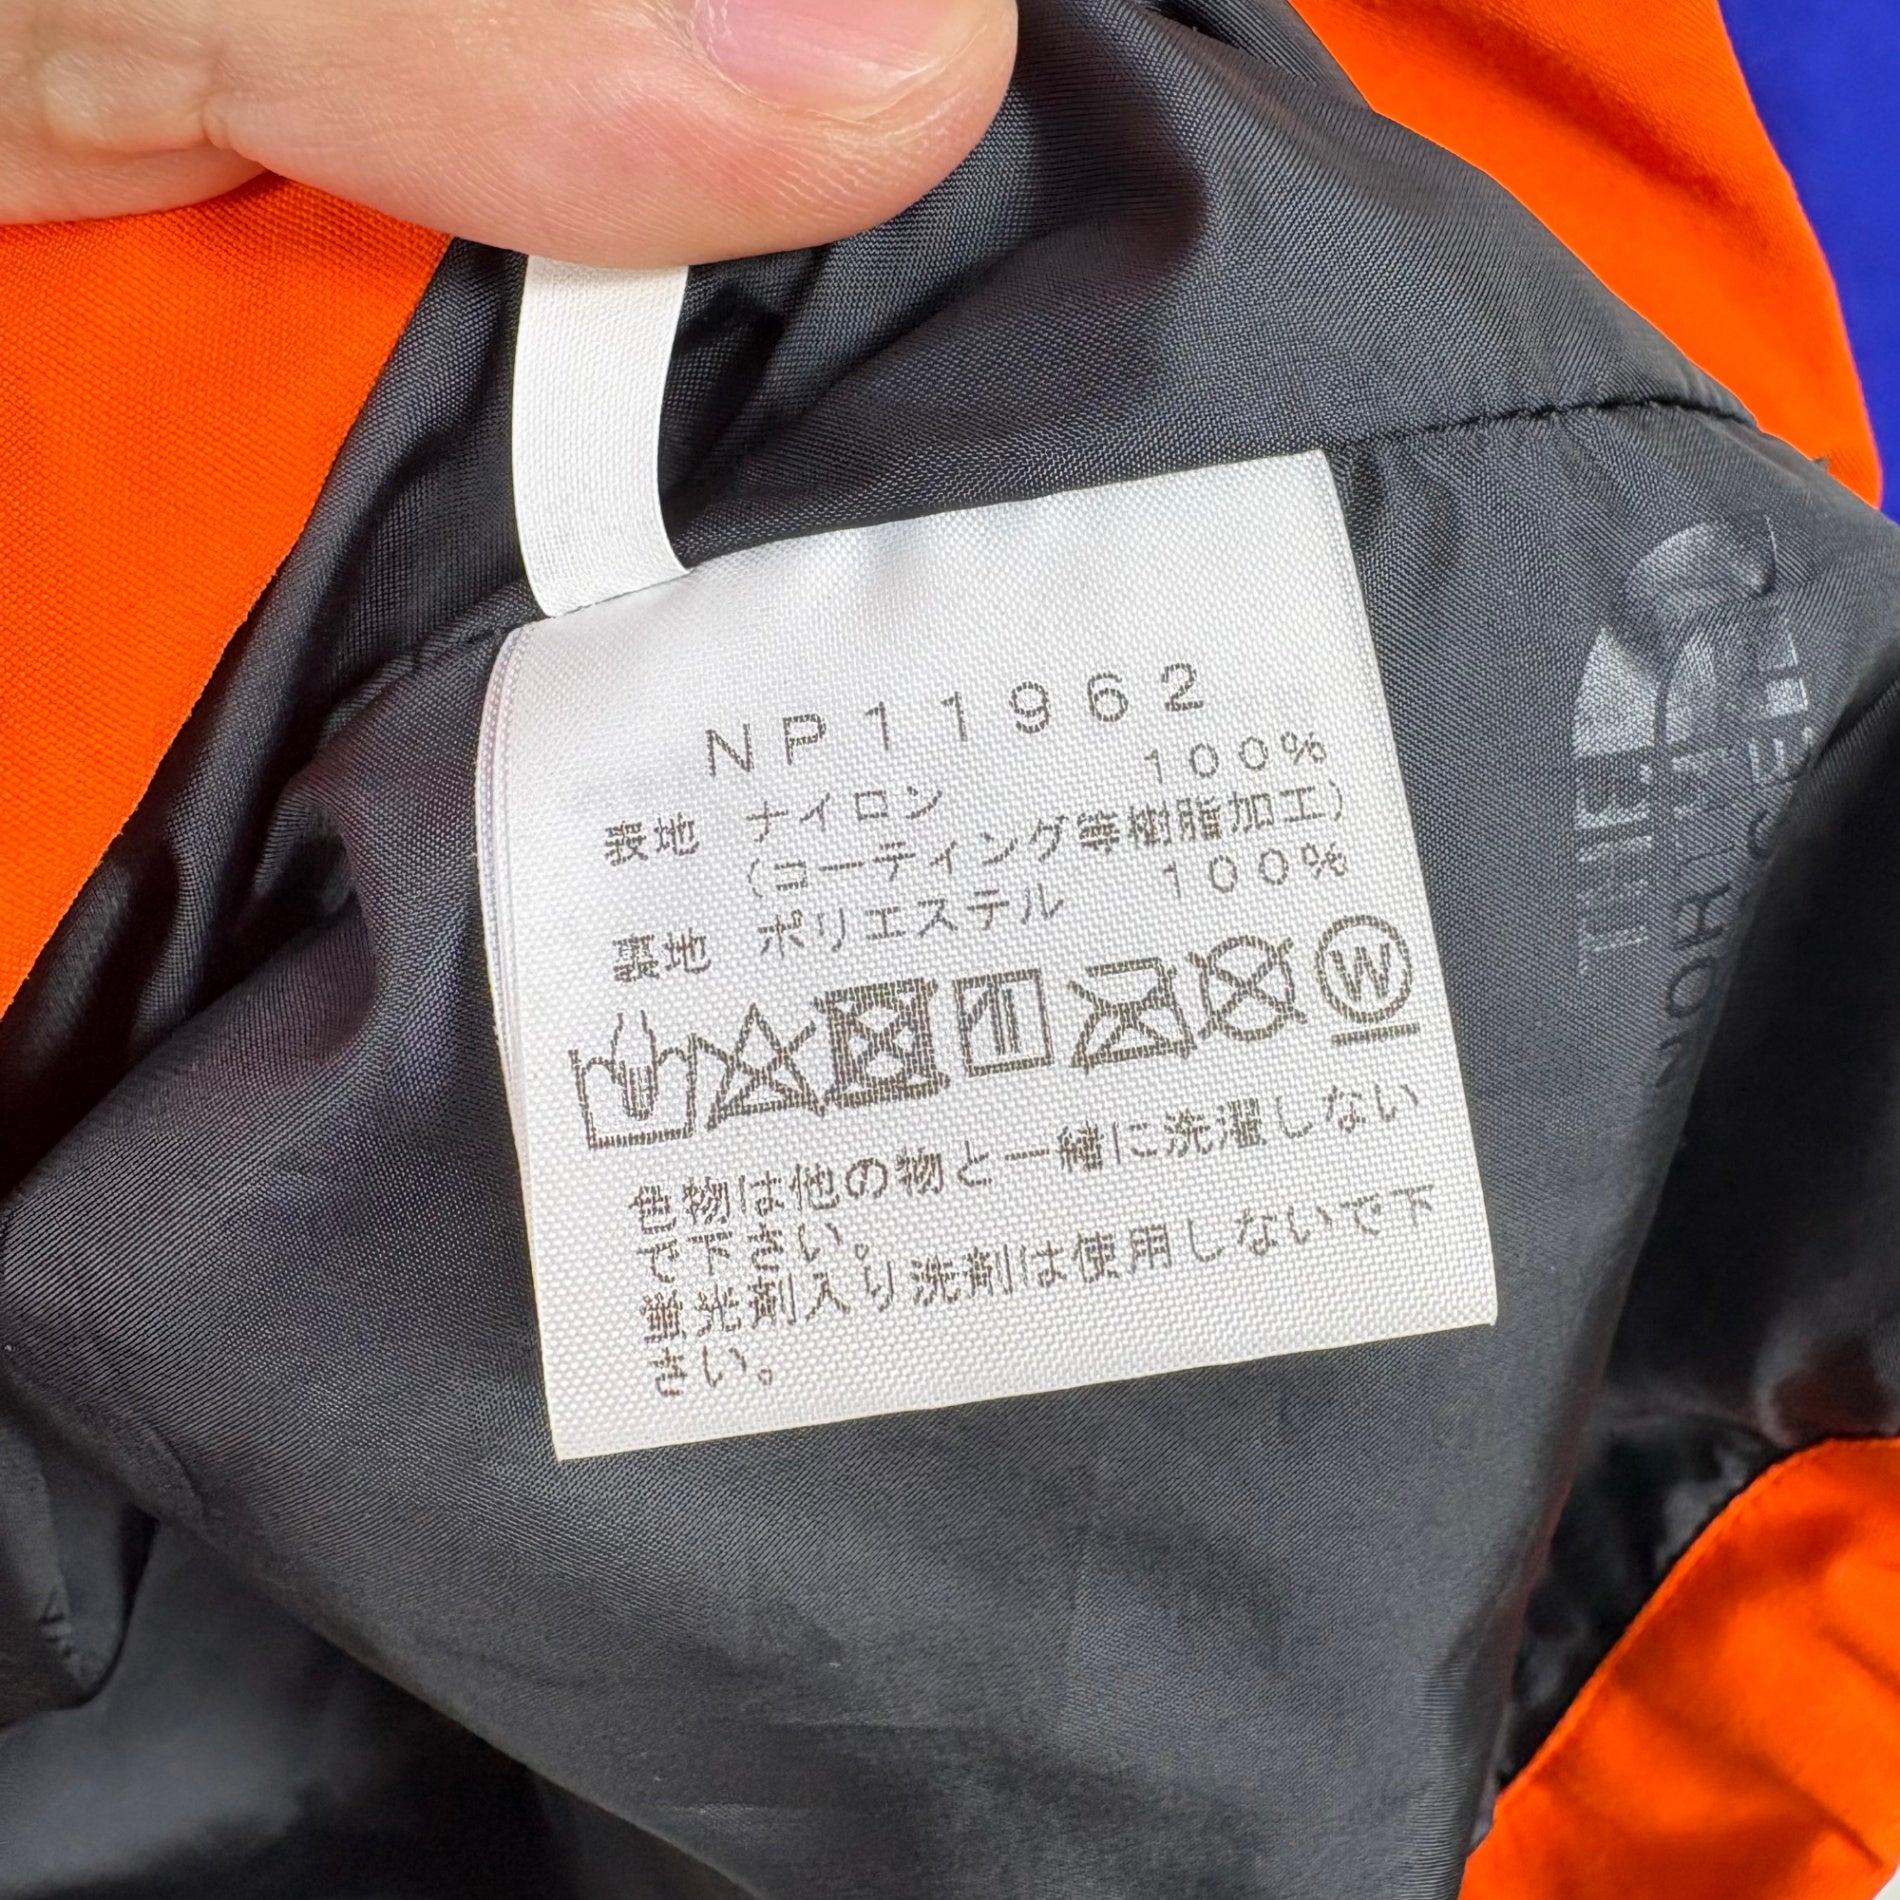 NP11962
表地 ナイロン 100%
(コーティング等樹脂加工)
裏地 ポリエステル 100%
W
色物は他の物と一緒に洗濯しない
で下さい。
蛍光剤入り洗剤は使用しないで下
さい。
THE